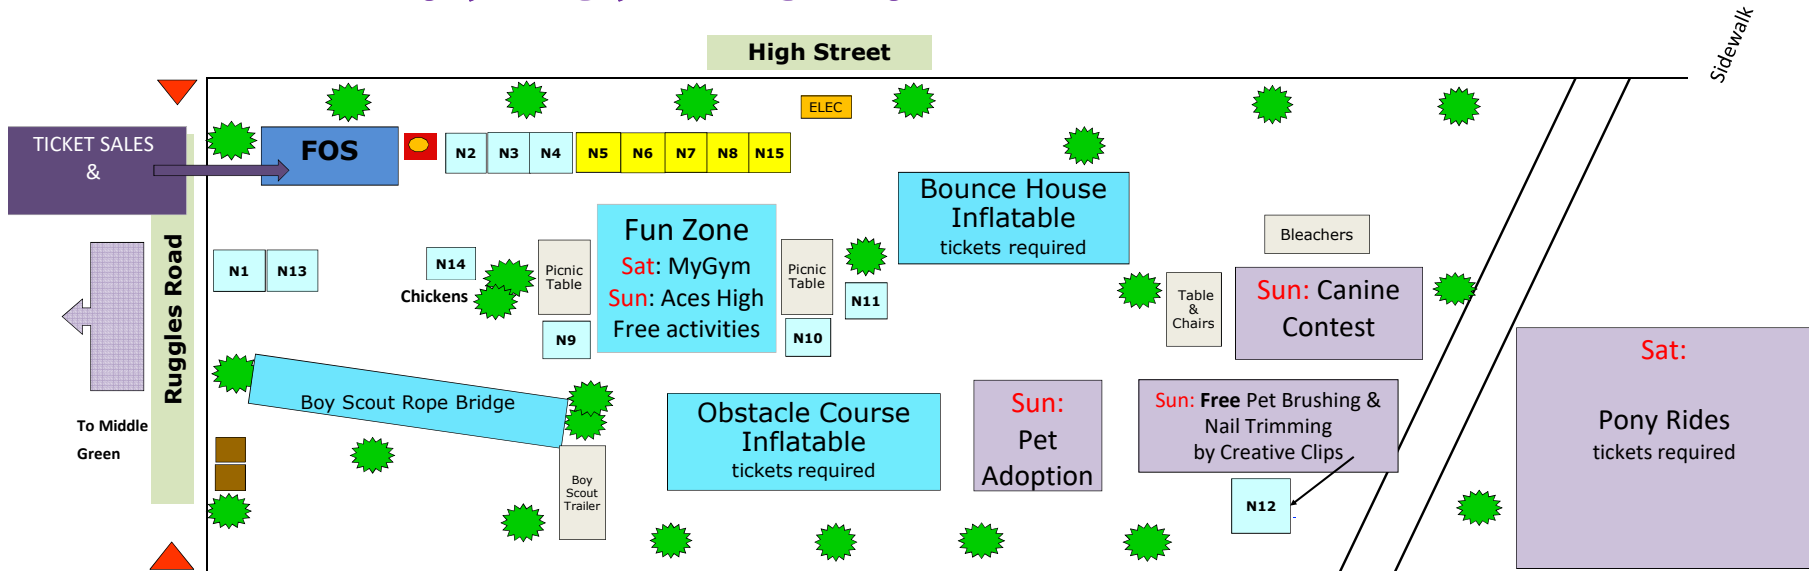 High Street
Sidewalk
TICKET SALES
&
FOS
N2 N3 N4 N5 N6 N7 N8 N15
ELEC
Ruggles Road
To Middle
Green
N1 N13
N14
Chickens
Picnic
Table
N9
Fun Zone
Sat: MyGym
Sun: Aces High
Free activities
Picnic
Table
N10
N11
Bounce House
Inflatable
tickets required
Bleachers
Table
&
Chairs
Sun: Canine
Contest
Boy Scout Rope Bridge
Boy
Scout
Trailer
Obstacle Course
Inflatable
tickets required
Sun:
Pet
Adoption
Sun: Free Pet Brushing &
Nail Trimming
by Creative Clips
N12
Sat:
Pony Rides
tickets required